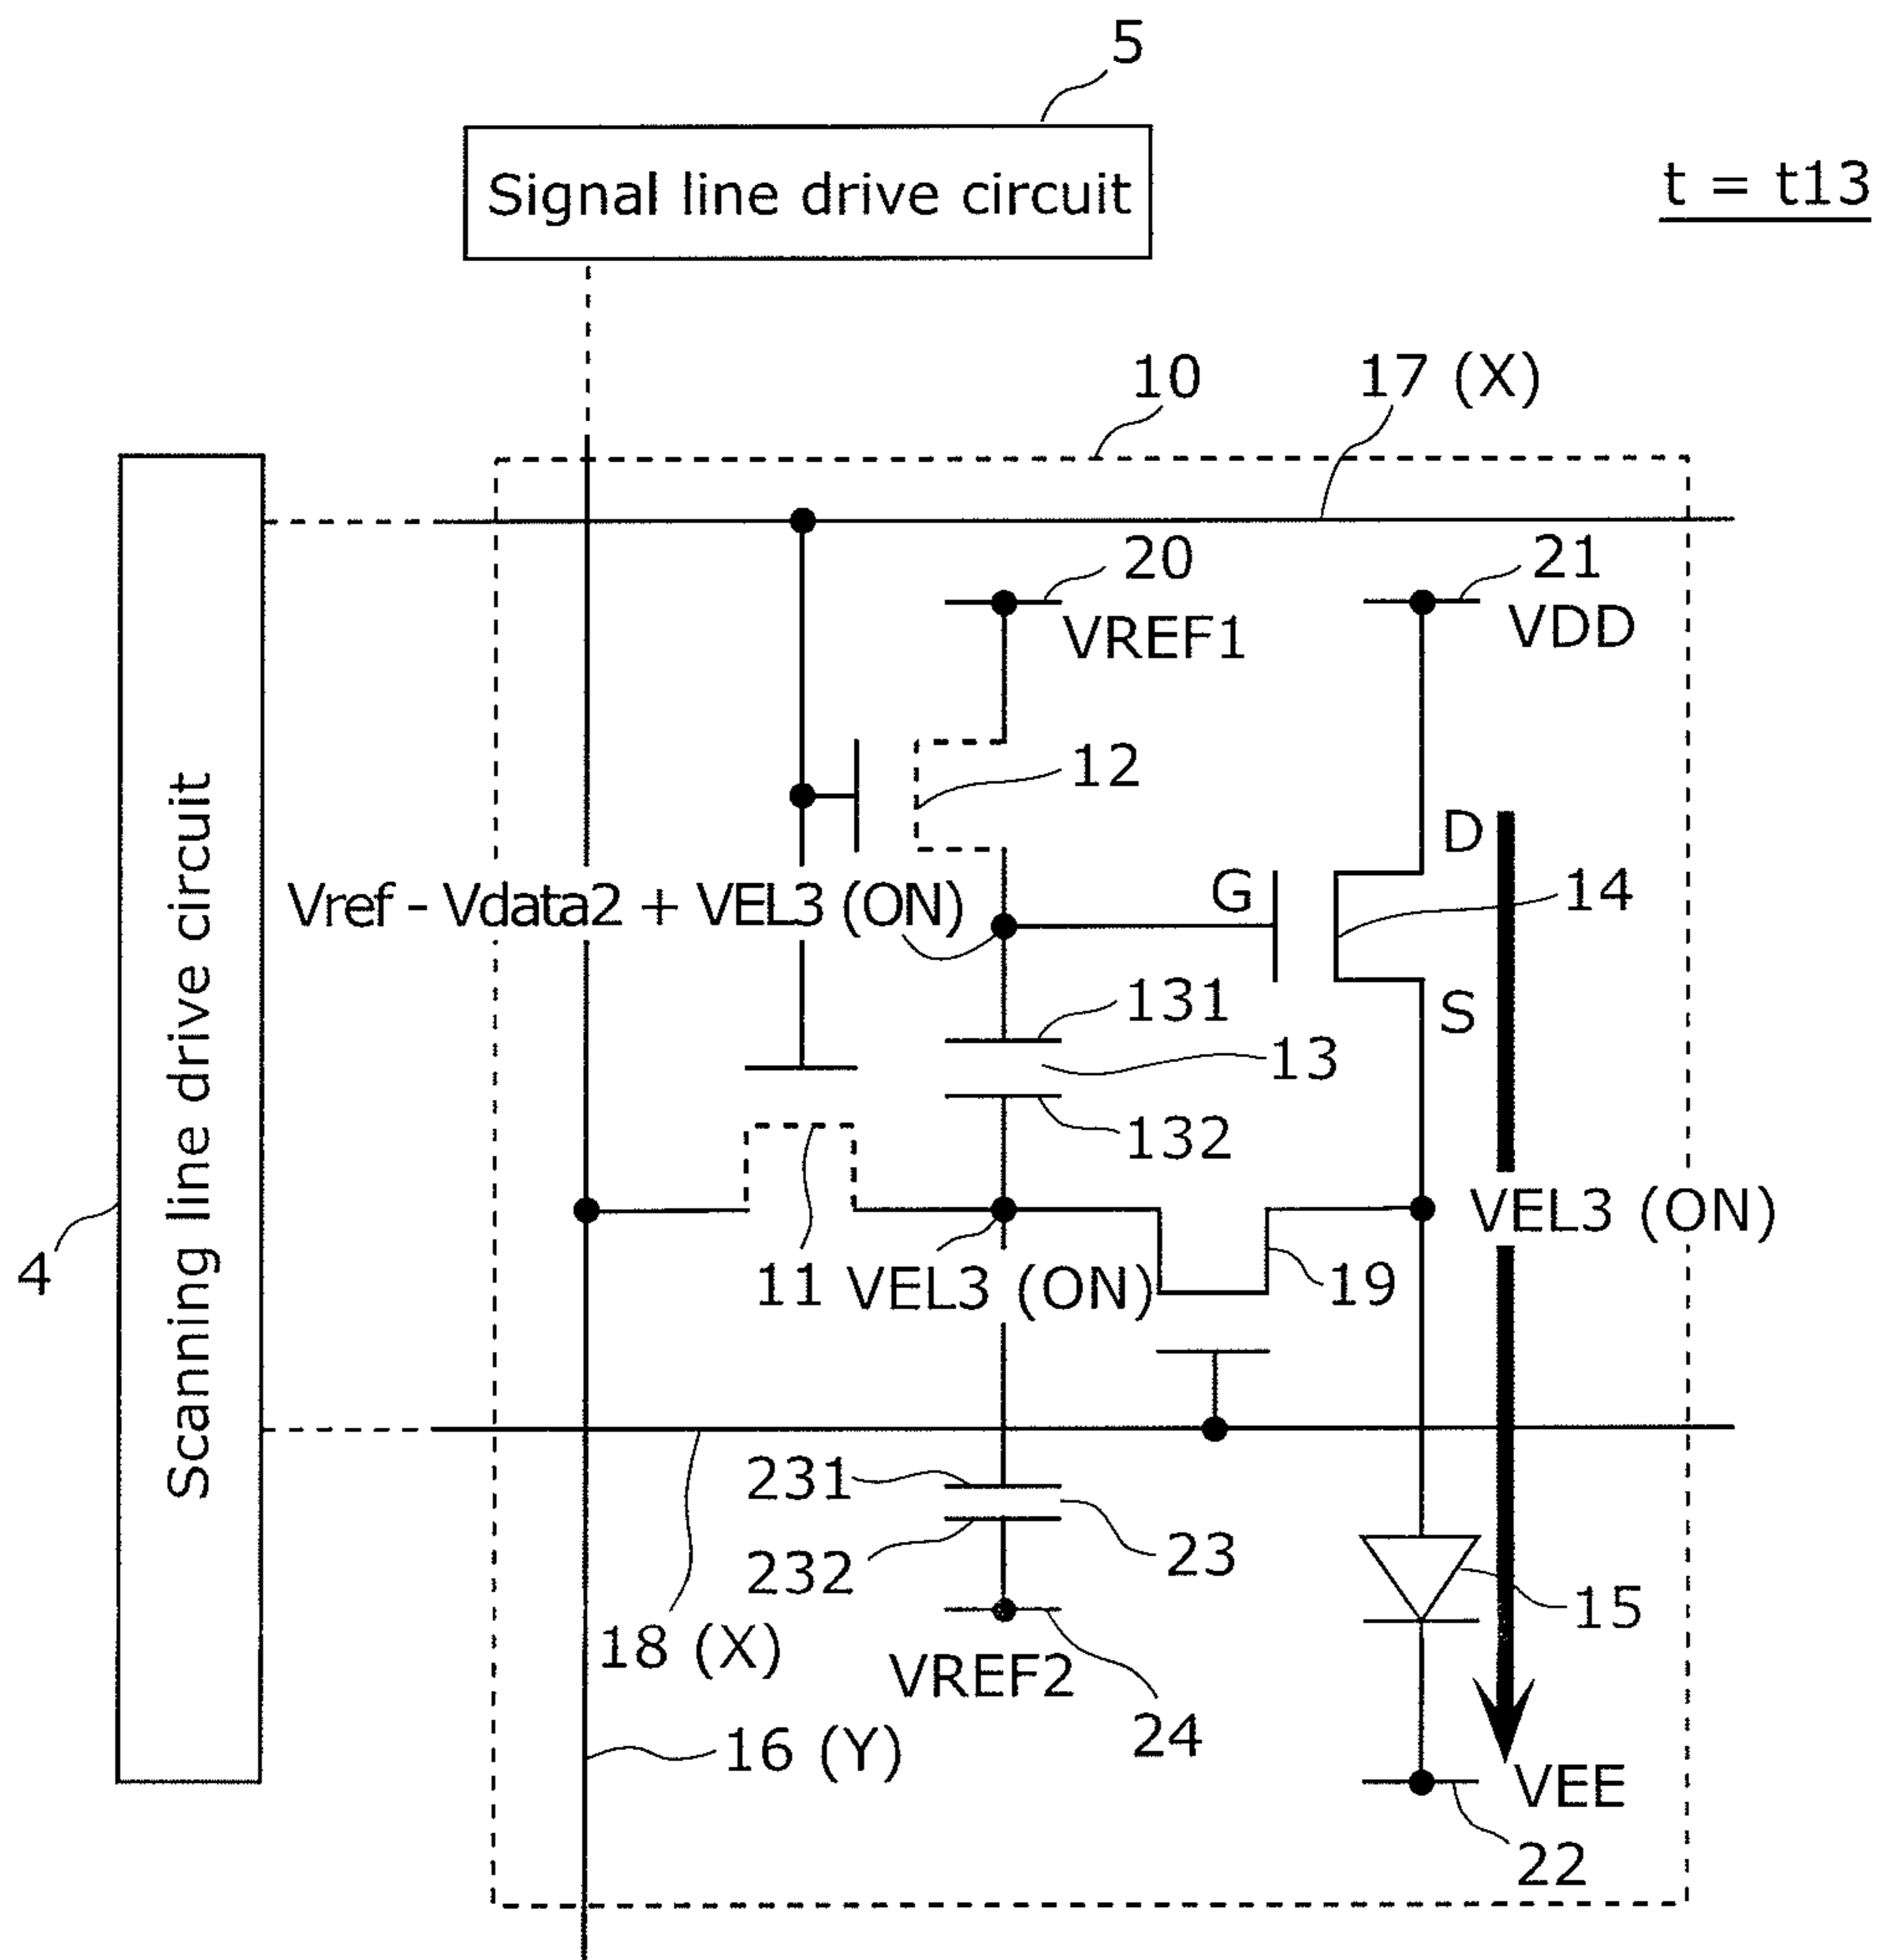 5
Signal line drive circuit
t = t13
10
17 (X)
20
21
VREF1
VDD
12
D
G
14
Vref - Vdata2 + VEL3 (ON)
S
131
13
132
Scanning line drive circuit
4
VEL3 (ON)
11
VEL3 (ON)
19
231
23
232
15
18 (X)
VREF2
24
16 (Y)
VEE
22